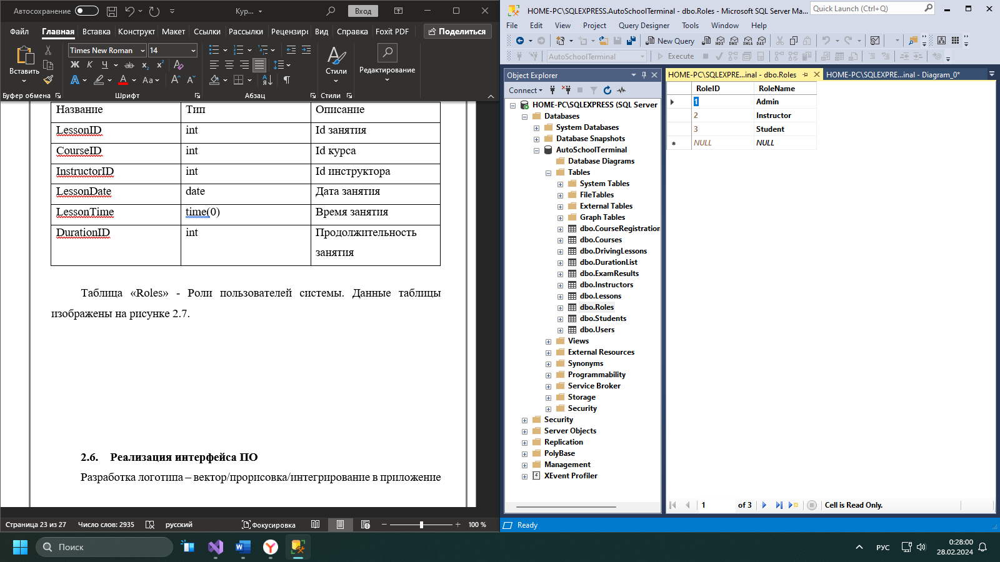 Автосохранение
Кур...
Вход
Файл Главная Вставка Конструкт Макет Ссылки Рассылки Рецензирс Вид Справка Foxit PDF Поделиться
Times New Roman 14
Вставить
Ж К Ч ab x₂ x²
Aa
Стили
Редактирование
Буфер обмена Шрифт Абзац Стили
Название Тип Описание
LessonID int Id занятия
CourseID int Id курса
InstructorID int Id инструктора
LessonDate date Дата занятия
LessonTime time(0) Время занятия
DurationID int Продолжительность
занятия
Таблица «Roles» - Роли пользователей системы. Данные таблицы
изображены на рисунке 2.7.
2.6. Реализация интерфейса ПО
Разработка логотипа – вектор/прорисовка/интегрирование в приложение
Страница 23 из 27 Число слов: 2935 русский Фокусировка 100 %
HOME-PC\SQLEXPRESS.AutoSchoolTerminal - dbo.Roles - Microsoft SQL Server Ma...
Quick Launch (Ctrl+Q)
File Edit View Project Query Designer Tools Window Help
New Query MDX DMX XMLA DAX
AutoSchoolTerminal Execute
Object Explorer
Connect
HOME-PC\SQLEXPRESS (SQL Server
Databases
System Databases
Database Snapshots
AutoSchoolTerminal
Database Diagrams
Tables
System Tables
FileTables
External Tables
Graph Tables
dbo.CourseRegistration
dbo.Courses
dbo.DrivingLessons
dbo.DurationList
dbo.ExamResults
dbo.Instructors
dbo.Lessons
dbo.Roles
dbo.Students
dbo.Users
Views
External Resources
Synonyms
Programmability
Service Broker
Storage
Security
Security
Server Objects
Replication
PolyBase
Management
XEvent Profiler
HOME-PC\SQLEXPRE...inal - dbo.Roles HOME-PC\SQLEXPRE...inal - Diagram_0*
RoleID RoleName
1 Admin
2 Instructor
3 Student
NULL NULL
1 of 3 Cell is Read Only.
Ready
Поиск
РУС
0:28:00
28.02.2024